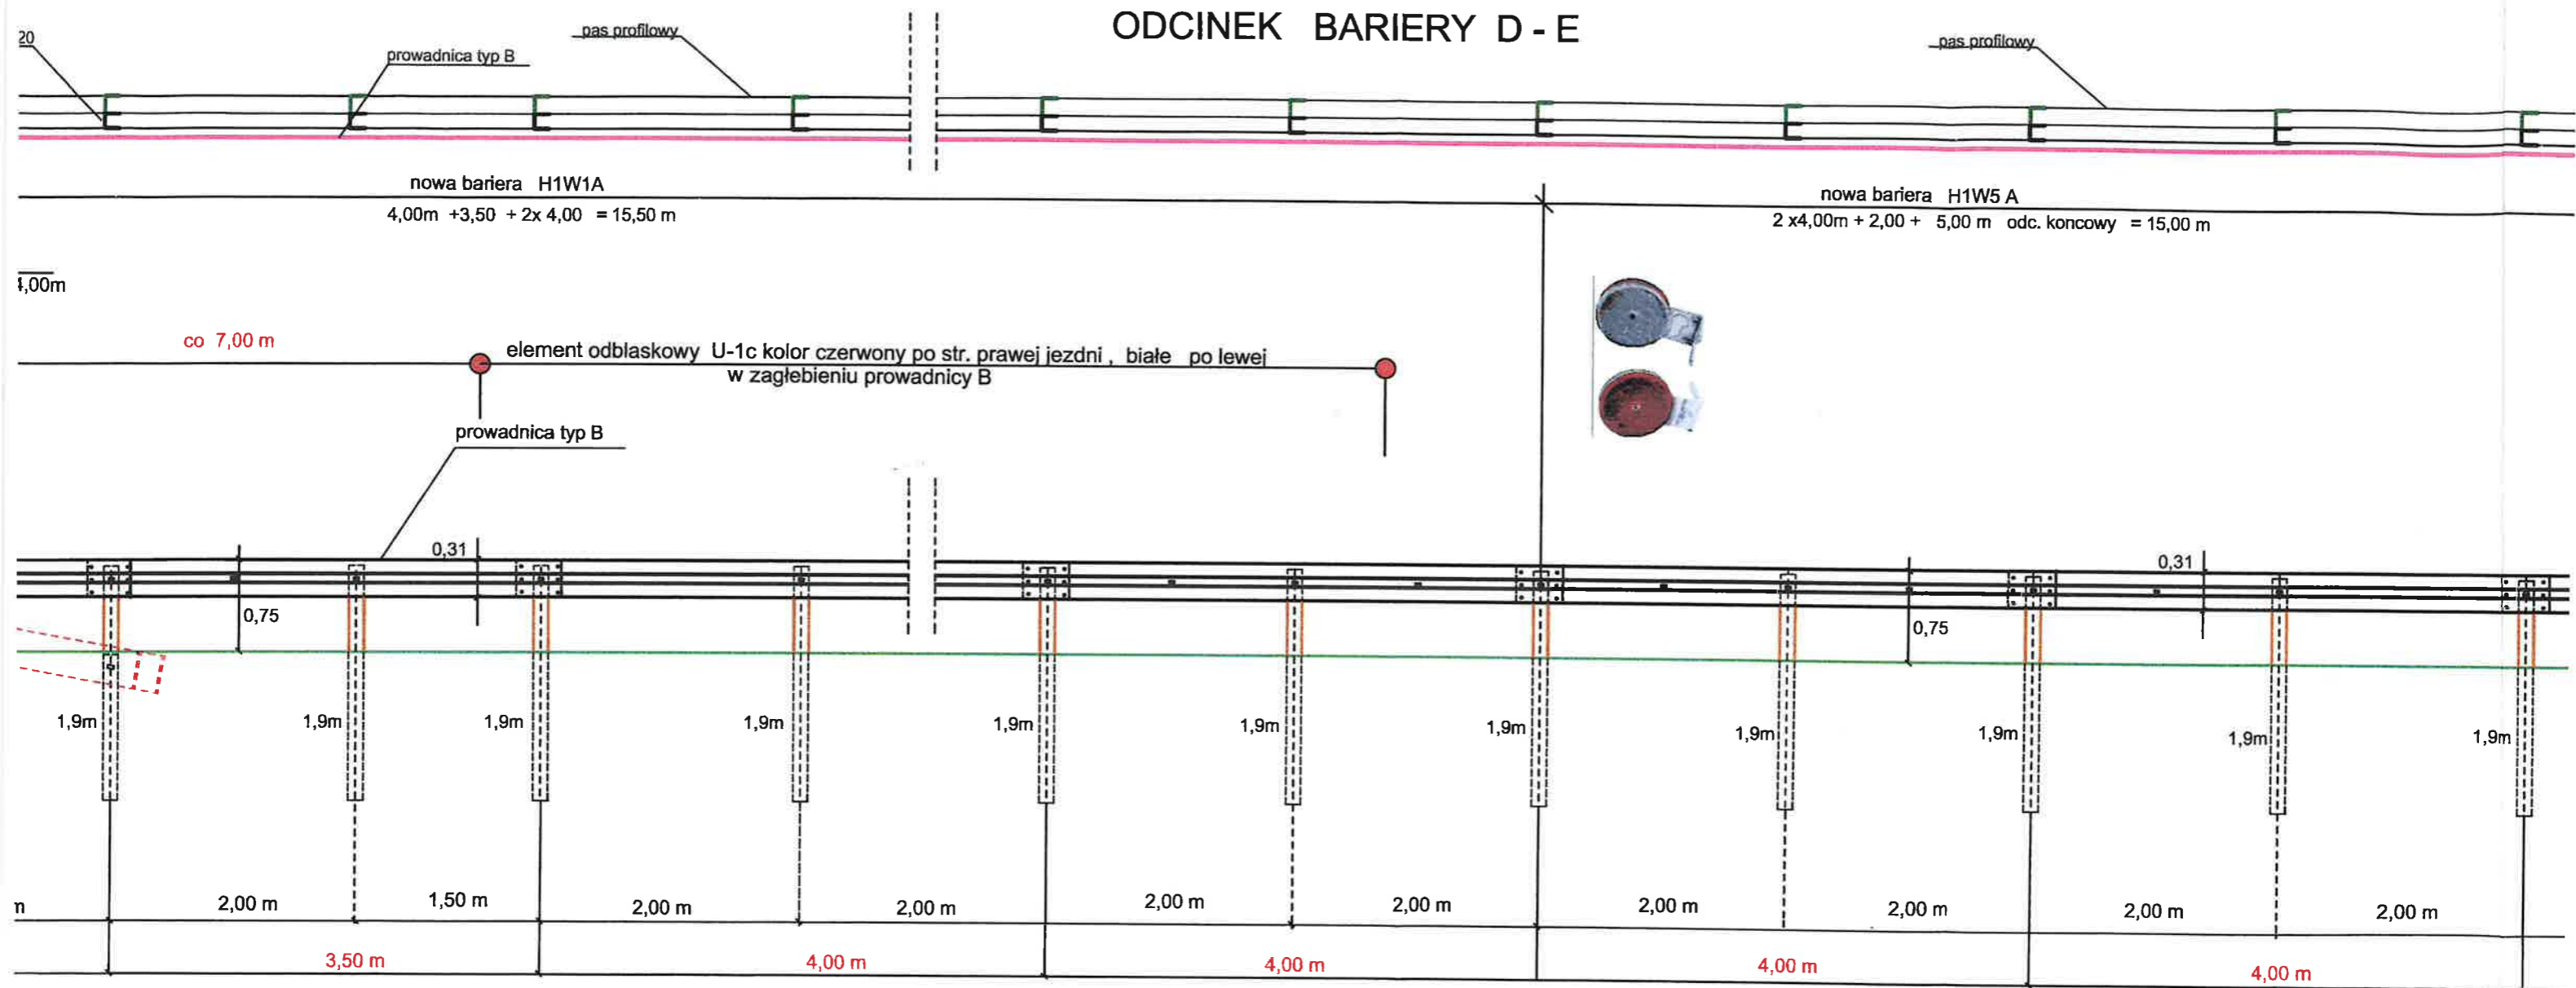 ODCINEK BARIERY D - E
20
prowadnica typ B
pas profilowy
pas profilowy
nowa bariera H1W1A
4,00m +3,50 + 2x 4,00 = 15,50 m
nowa bariera H1W5 A
2 x4,00m + 2,00 + 5,00 m odc. koncowy = 15,00 m
4,00m
co 7,00 m
element odblaskowy U-1c kolor czerwony po str. prawej jezdni , białe po lewej
w zagłebieniu prowadnicy B
prowadnica typ B
0,31
0,31
0,75
0,75
1,9m
1,9m
1,9m
1,9m
1,9m
1,9m
1,9m
1,9m
1,9m
1,9m
1,9m
m
2,00 m
1,50 m
2,00 m
2,00 m
2,00 m
2,00 m
2,00 m
2,00 m
2,00 m
2,00 m
3,50 m
4,00 m
4,00 m
4,00 m
4,00 m